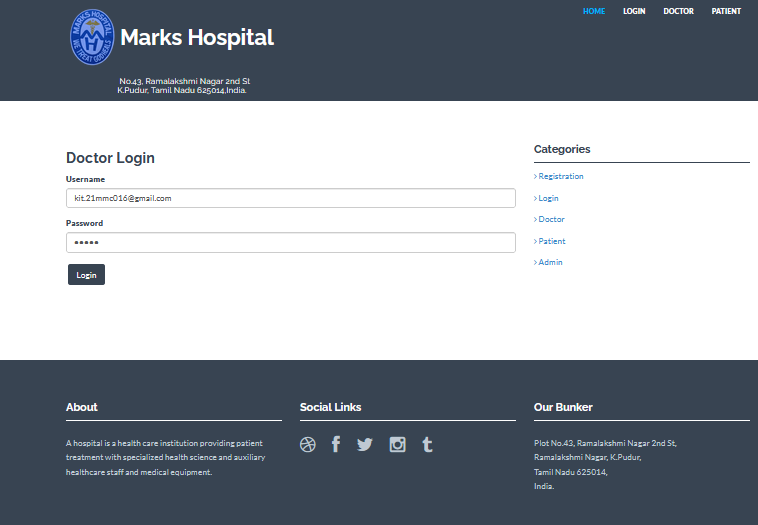 HOME LOGIN DOCTOR PATIENT
MARKS HOSPITAL
MH
Marks Hospital
No.43, Ramalakshmi Nagar 2nd St
K.Pudur, Tamil Nadu 625014,India.
Doctor Login
Username
kit.21mmc016@gmail.com
Password
•••••
Login
Categories
› Registration
› Login
› Doctor
› Patient
› Admin
About
A hospital is a health care institution providing patient
treatment with specialized health science and auxiliary
healthcare staff and medical equipment.
Social Links
Our Bunker
Plot No.43, Ramalakshmi Nagar 2nd St,
Ramalakshmi Nagar, K.Pudur,
Tamil Nadu 625014,
India.